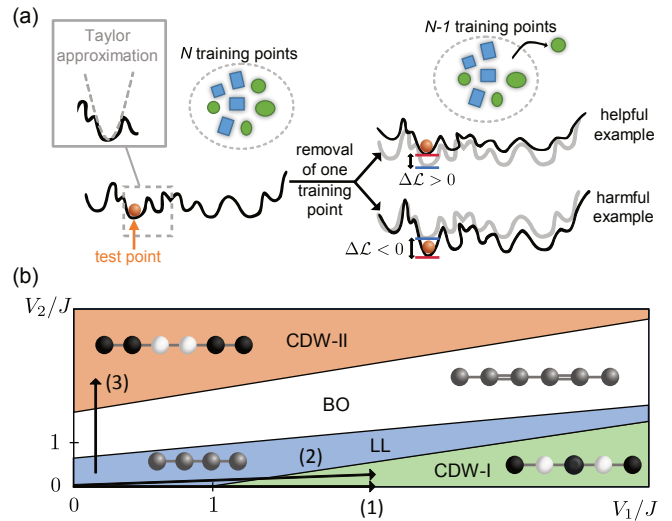 (a)
Taylor
approximation
N training points
N-1 training points
removal of one
training
point
helpful
example
Δℒ > 0
harmful
example
Δℒ < 0
test point
(b)
V₂/J
CDW-II
(3)
BO
1
LL
(2)
CDW-I
0
0
1
(1)
V₁/J